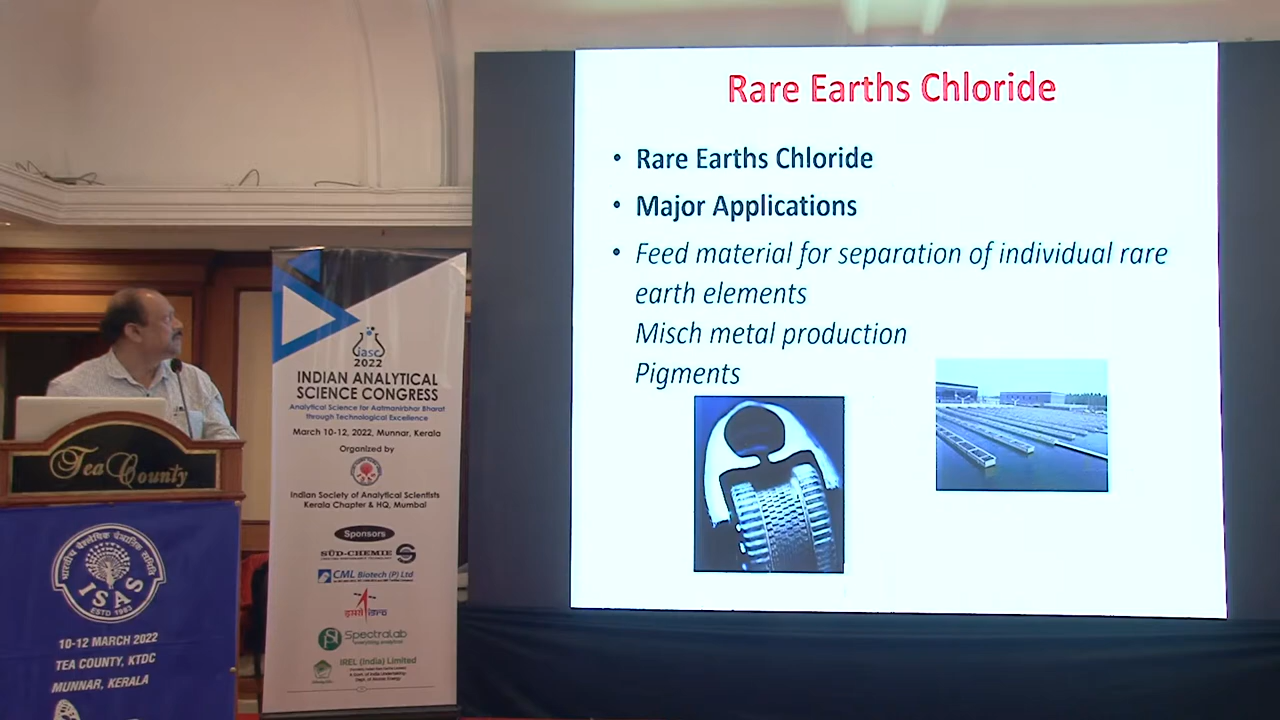 Rare Earths Chloride
• Rare Earths Chloride
• Major Applications
• Feed material for separation of individual rare
earth elements
Misch metal production
Pigments
iasc
2022
INDIAN ANALYTICAL
SCIENCE CONGRESS
Analytical Science for Aatmanirbhar Bharat
through Technological Excellence
March 10-12, 2022, Munnar, Kerala
Organized by
Indian Society of Analytical Scientists
Kerala Chapter & HQ, Mumbai
Sponsors
SÜD-CHEMIE
CML Biotech (P) Ltd
इसरो isro
Spectralab
IREL (India) Limited
Tea County
ISAS
ESTD 1983
10-12 MARCH 2022
TEA COUNTY, KTDC
MUNNAR, KERALA